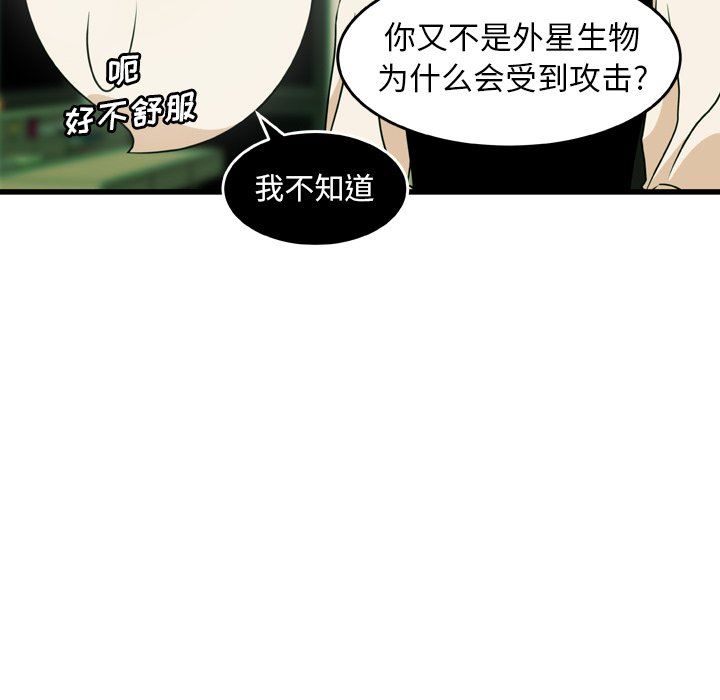 你又不是外星生物
为什么会受到攻击?
呃
好不舒服
我不知道